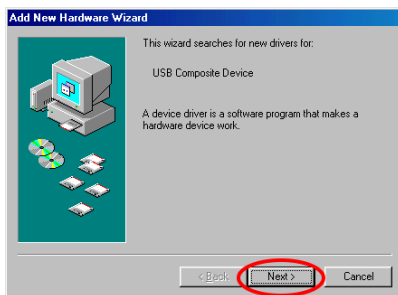 Add New Hardware Wizard
This wizard searches for new drivers for:
USB Composite Device
A device driver is a software program that makes a
hardware device work.
< Back Next > Cancel